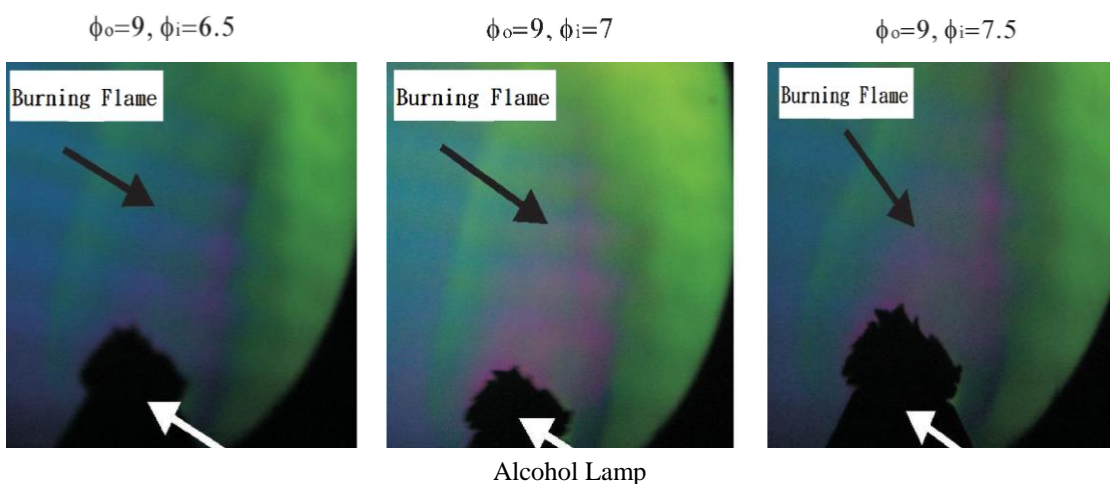 ϕo=9, ϕi=6.5
ϕo=9, ϕi=7
ϕo=9, ϕi=7.5
Burning Flame
Burning Flame
Burning Flame
Alcohol Lamp